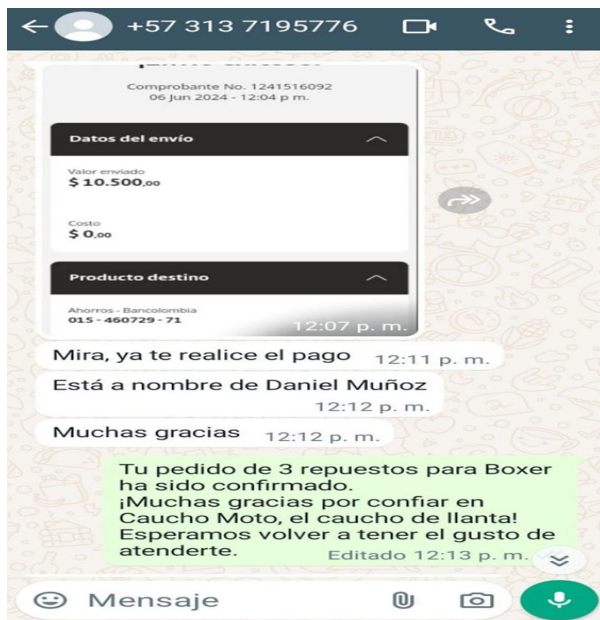 +57 313 7195776
Comprobante No. 1241516092
06 Jun 2024 - 12:04 p m.
Datos del envío
Valor enviado
$ 10.500,00
Costo
$ 0,00
Producto destino
Ahorros - Bancolombia
015 - 460729 - 71
12:07 p. m.
Mira, ya te realice el pago 12:11 p. m.
Está a nombre de Daniel Muñoz
12:12 p. m.
Muchas gracias 12:12 p. m.
Tu pedido de 3 repuestos para Boxer
ha sido confirmado.
¡Muchas gracias por confiar en
Caucho Moto, el caucho de llanta!
Esperamos volver a tener el gusto de
atenderte. Editado 12:13 p. m.
Mensaje